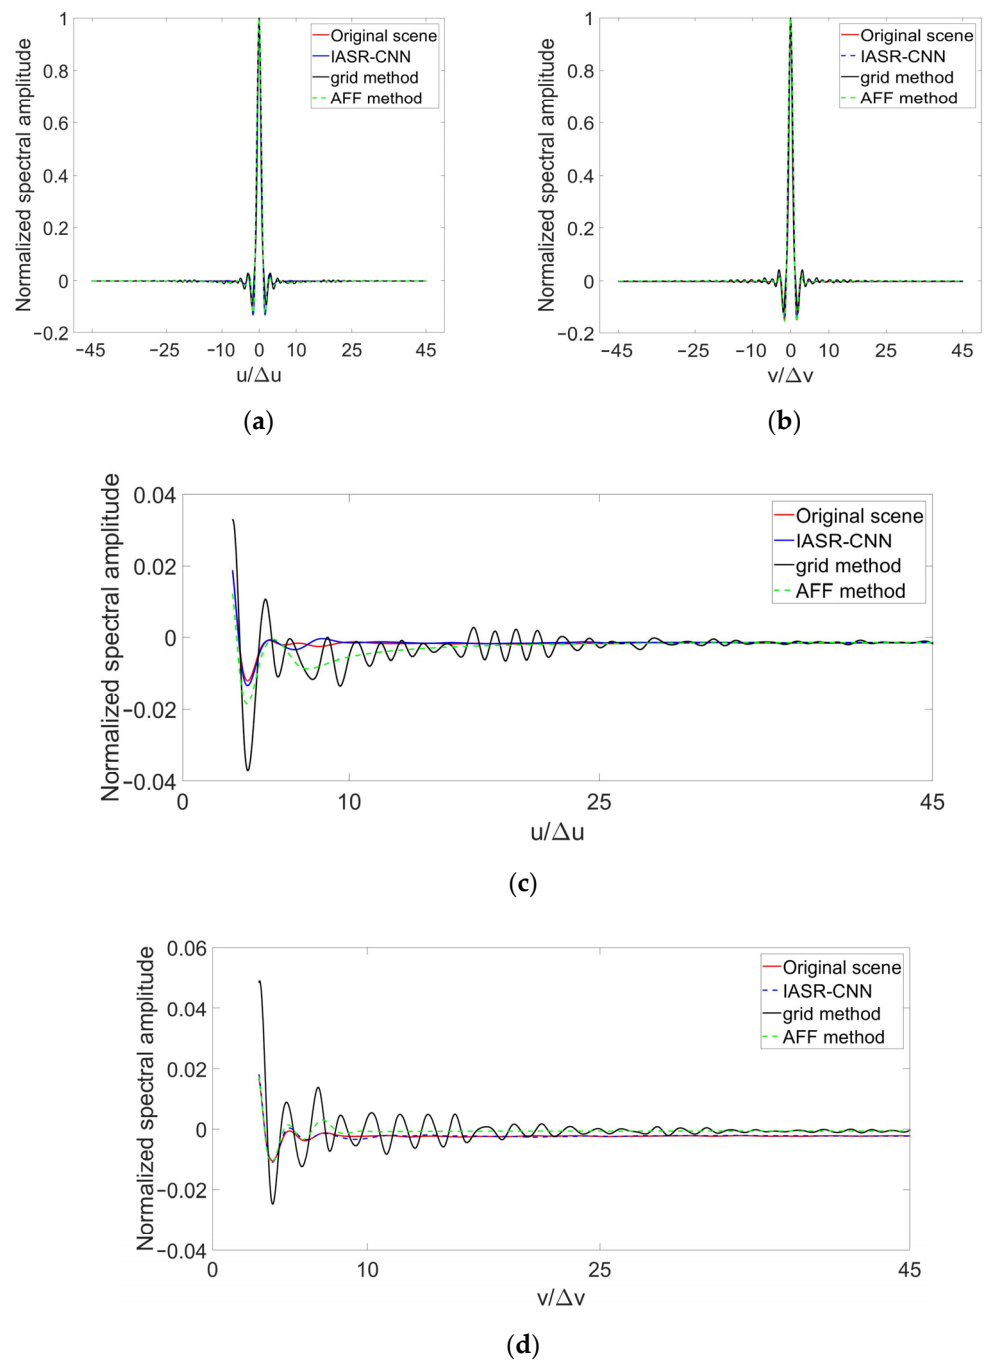 Normalized spectral amplitude
1
0.8
0.6
0.4
0.2
0
−0.2
−45 −25 −10 0 10 25 45
u/Δu
Original scene
IASR-CNN
grid method
AFF method
(a)
Normalized spectral amplitude
1
0.8
0.6
0.4
0.2
0
−0.2
−45 −25 −10 0 10 25 45
v/Δv
Original scene
IASR-CNN
grid method
AFF method
(b)
Normalized spectral amplitude
0.04
0.02
0
−0.02
−0.04
0 10 25 45
u/Δu
Original scene
IASR-CNN
grid method
AFF method
(c)
Normalized spectral amplitude
0.06
0.04
0.02
0
−0.02
−0.04
0 10 25 45
v/Δv
Original scene
IASR-CNN
grid method
AFF method
(d)